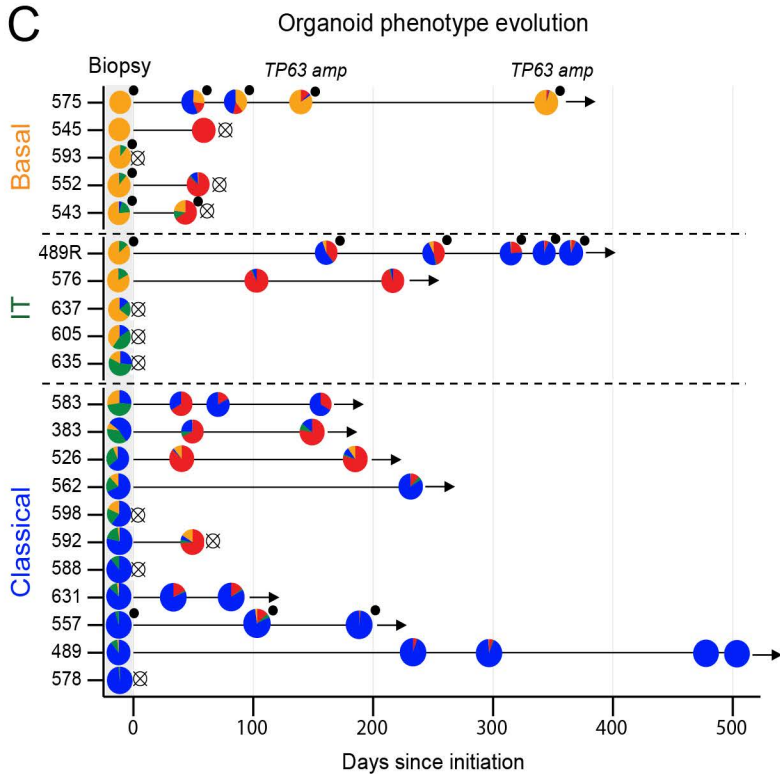 C
Organoid phenotype evolution
Biopsy
TP63 amp
TP63 amp
Basal
575
545
593
552
543
IT
489R
576
637
605
635
Classical
583
383
526
562
598
592
588
631
557
489
578
0 100 200 300 400 500
Days since initiation